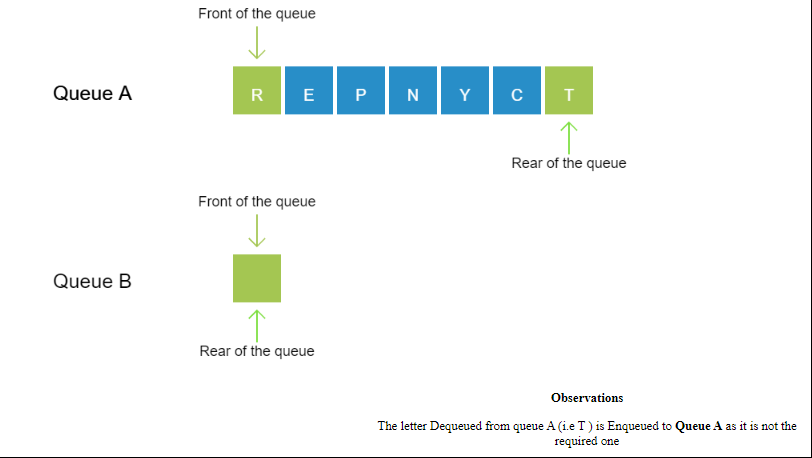 Front of the queue
Queue A
R E P N Y C T
Rear of the queue
Front of the queue
Queue B
Rear of the queue
Observations
The letter Dequeued from queue A (i.e T ) is Enqueued to Queue A as it is not the
required one